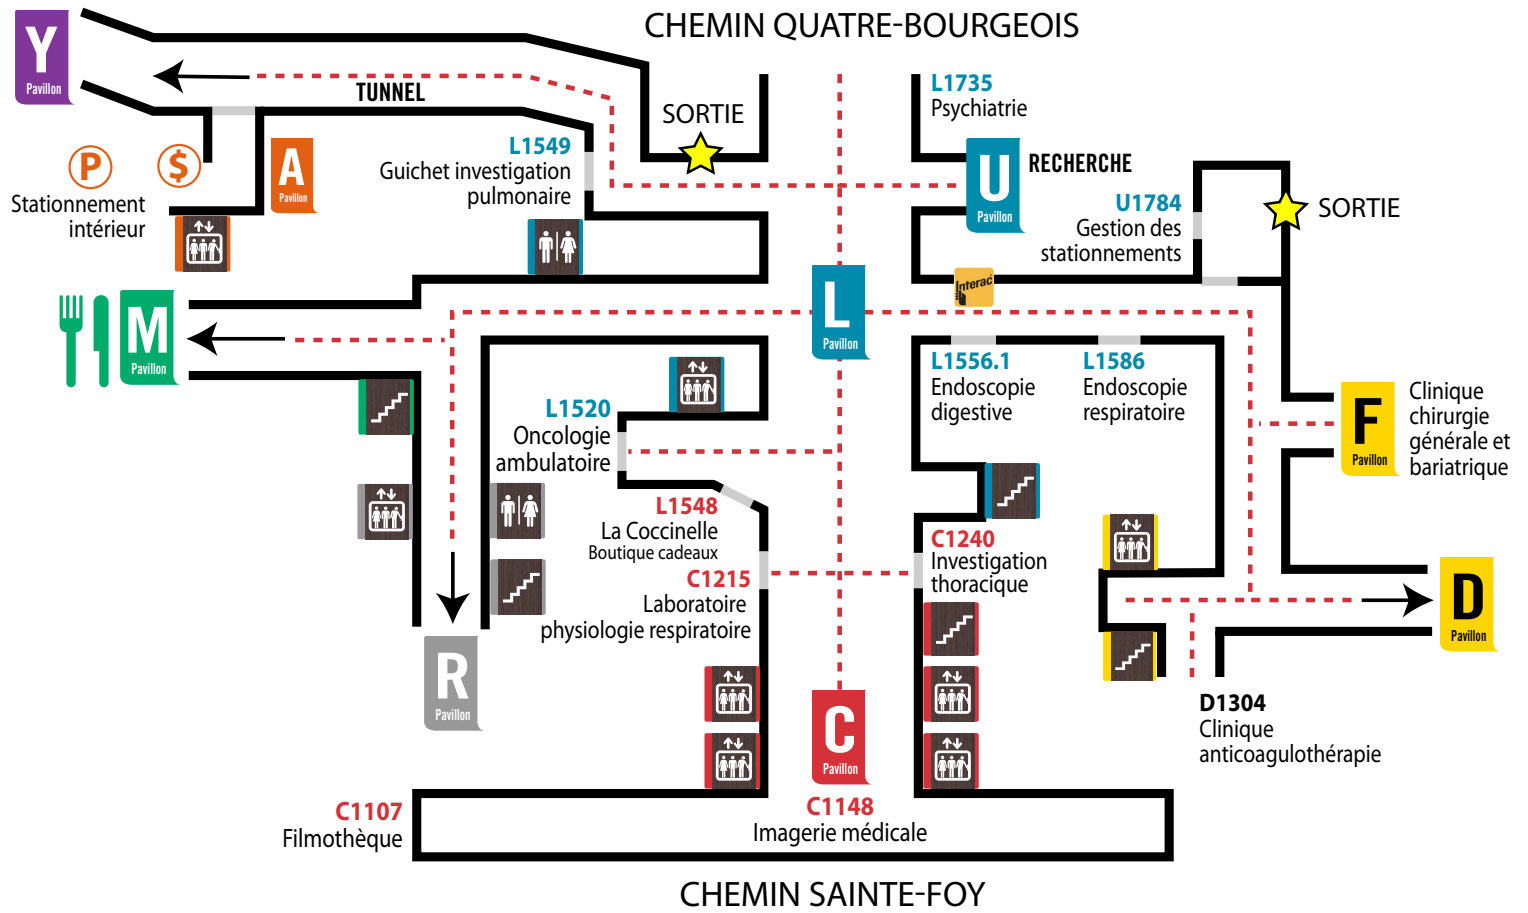 CHEMIN QUATRE-BOURGEOIS
Y
Pavillon
TUNNEL
SORTIE
L1735
Psychiatrie
P
$
Stationnement
intérieur
A
Pavillon
L1549
Guichet investigation
pulmonaire
U
Pavillon
RECHERCHE
U1784
Gestion des
stationnements
SORTIE
Interac
M
Pavillon
L
Pavillon
L1556.1
Endoscopie
digestive
L1586
Endoscopie
respiratoire
F
Pavillon
Clinique
chirurgie
générale et
bariatrique
L1520
Oncologie
ambulatoire
L1548
La Coccinelle
Boutique cadeaux
C1215
Laboratoire
physiologie respiratoire
C1240
Investigation
thoracique
D
Pavillon
R
Pavillon
C
Pavillon
D1304
Clinique
anticoagulothérapie
C1107
Filmothèque
C1148
Imagerie médicale
CHEMIN SAINTE-FOY